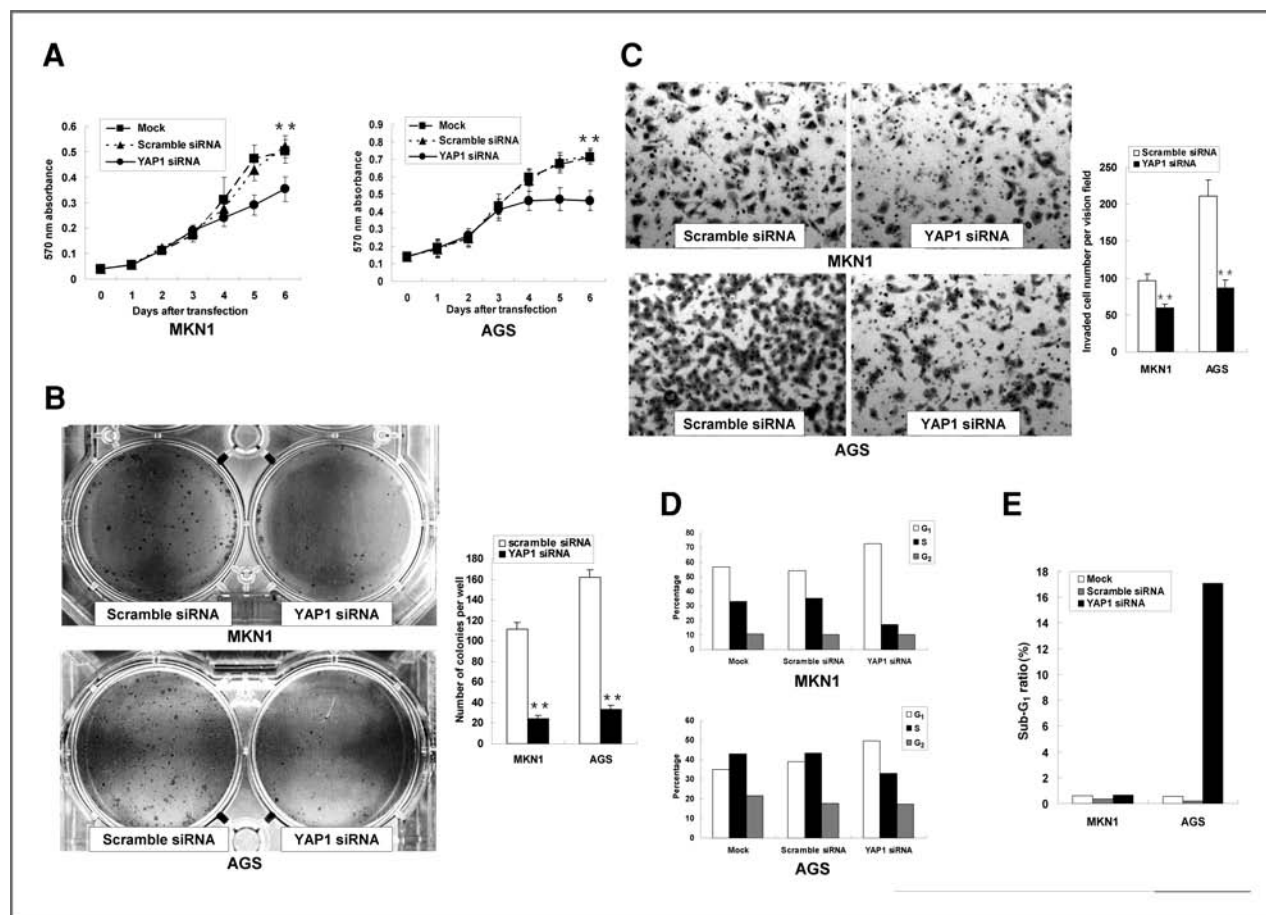 A
Mock
Scramble siRNA
YAP1 siRNA
**
0.6
0.5
0.4
0.3
0.2
0.1
0
570 nm absorbance
0 1 2 3 4 5 6
Days after transfection
MKN1
Mock
Scramble siRNA
YAP1 siRNA
**
0.9
0.8
0.7
0.6
0.5
0.4
0.3
0.2
0.1
0
570 nm absorbance
0 1 2 3 4 5 6
Days after transfection
AGS
B
Scramble siRNA YAP1 siRNA
MKN1
Scramble siRNA YAP1 siRNA
AGS
scramble siRNA
YAP1 siRNA
180
160
140
120
100
80
60
40
20
0
Number of colonies per well
** **
MKN1 AGS
C
Scramble siRNA YAP1 siRNA
MKN1
Scramble siRNA YAP1 siRNA
AGS
Scramble siRNA
YAP1 siRNA
250
200
150
100
50
0
Invaded cell number per vision field
** **
MKN1 AGS
D
G1
S
G2
80
70
60
50
40
30
20
10
0
Percentage
Mock Scramble siRNA YAP1 siRNA
MKN1
G1
S
G2
60
50
40
30
20
10
0
Percentage
Mock Scramble siRNA YAP1 siRNA
AGS
E
Mock
Scramble siRNA
YAP1 siRNA
18
16
14
12
10
8
6
4
2
0
Sub-G1 ratio (%)
MKN1 AGS